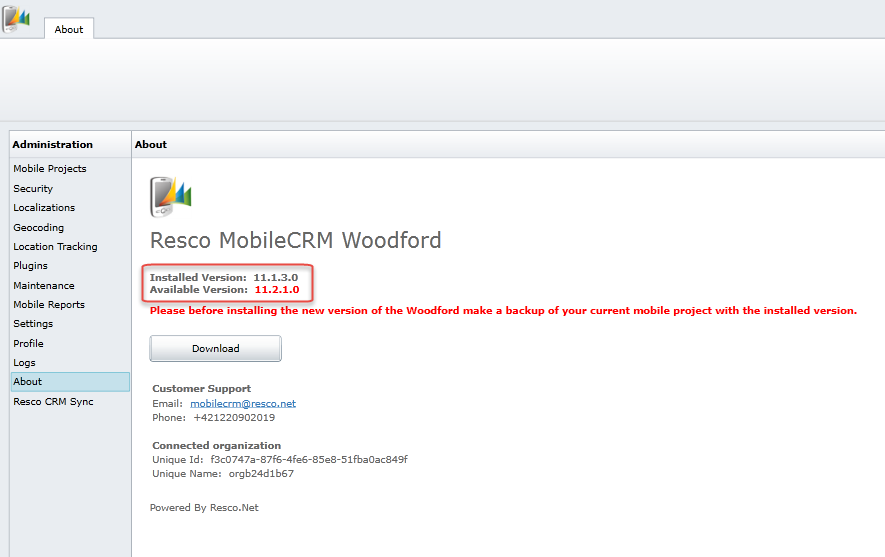 About
Administration
Mobile Projects
Security
Localizations
Geocoding
Location Tracking
Plugins
Maintenance
Mobile Reports
Settings
Profile
Logs
About
Resco CRM Sync
About
Resco MobileCRM Woodford
Installed Version: 11.1.3.0
Available Version: 11.2.1.0
Please before installing the new version of the Woodford make a backup of your current mobile project with the installed version.
Download
Customer Support
Email: mobilecrm@resco.net
Phone: +421220902019
Connected organization
Unique Id: f3c0747a-87f6-4fe6-85e8-51fba0ac849f
Unique Name: orgb24d1b67
Powered By Resco.Net